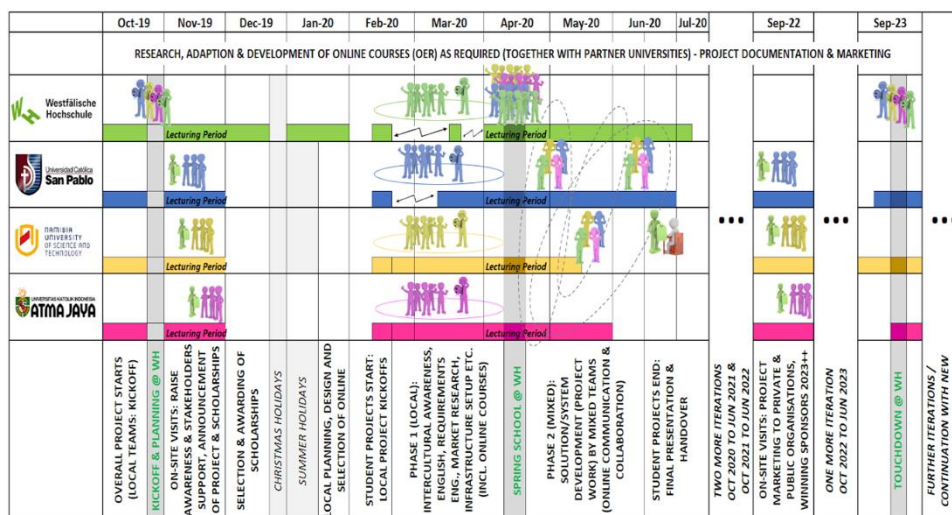 Oct-19 Nov-19 Dec-19 Jan-20 Feb-20 Mar-20 Apr-20 May-20 Jun-20 Jul-20 Sep-22 Sep-23
RESEARCH, ADAPTION & DEVELOPMENT OF ONLINE COURSES (OER) AS REQUIRED (TOGETHER WITH PARTNER UNIVERSITIES) - PROJECT DOCUMENTATION & MARKETING
Westfälische
Hochschule
Lecturing Period Lecturing Period
Universidad Católica
San Pablo
Lecturing Period Lecturing Period
NAMIBIA
UNIVERSITY
OF SCIENCE AND
TECHNOLOGY
Lecturing Period Lecturing Period
... ... ...
UNIVERSITAS KATOLIK INDONESIA
ATMA JAYA
Lecturing Period Lecturing Period
OVERALL PROJECT STARTS
(LOCAL TEAMS: KICKOFF)
KICKOFF & PLANNING @ WH
ON-SITE VISITS: RAISE
AWARENESS & STAKEHOLDERS
SUPPORT, ANNOUNCEMENT
OF PROJECT & SCHOLARSHIPS
SELECTION & AWARDING OF
SCHOLARSHIPS
CHRISTMAS HOLIDAYS
SUMMER HOLIDAYS
LOCAL PLANNING, DESIGN AND
SELECTION OF ONLINE
STUDENT PROJECTS START:
LOCAL PROJECT KICKOFFS
PHASE 1 (LOCAL):
INTERCULTURAL AWARENESS,
ENGLISH, REQUIREMENTS
ENG., MARKET RESEARCH,
INFRASTRUCTURE SETUP ETC.
(INCL. ONLINE COURSES)
SPRING SCHOOL @ WH
PHASE 2 (MIXED):
SOLUTION/SYSTEM
DEVELOPMENT (PROJECT
WORK) BY MIXED TEAMS
(ONLINE COMMUNICATION &
COLLABORATION)
STUDENT PROJECTS END:
FINAL PRESENTATION &
HANDOVER
TWO MORE ITERATIONS
OCT 2020 TO JUN 2021 &
OCT 2021 TO JUN 2022
ON-SITE VISITS: PROJECT
MARKETING TO PRIVATE &
PUBLIC ORGANISATIONS,
WINNING SPONSORS 2023++
ONE MORE ITERATION
OCT 2022 TO JUN 2023
TOUCHDOWN @ WH
FURTHER ITERATIONS /
CONTINUATION WITH NEW